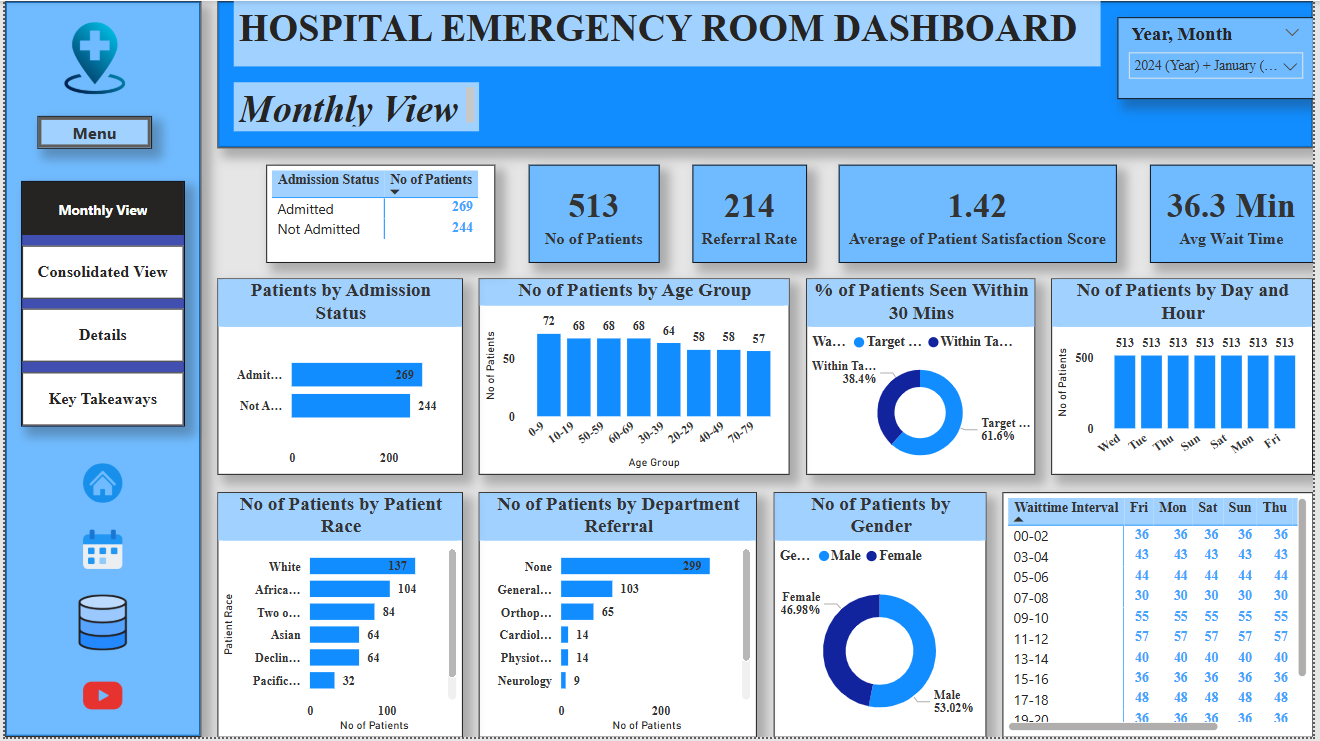 HOSPITAL EMERGENCY ROOM DASHBOARD
Monthly View
Year, Month
2024 (Year) + January (...
Menu
Monthly View
Consolidated View
Details
Key Takeaways
Admission Status No of Patients
Admitted 269
Not Admitted 244
513
No of Patients
214
Referral Rate
1.42
Average of Patient Satisfaction Score
36.3 Min
Avg Wait Time
Patients by Admission
Status
Admit... 269
Not A... 244
0 200
No of Patients by Age Group
No of Patients
50
0
72 68 68 68 64 58 58 57
0-9 10-19 50-59 60-69 30-39 20-29 40-49 70-79
Age Group
% of Patients Seen Within
30 Mins
Wa... Target ... Within Ta...
Within Ta...
38.4%
Target ...
61.6%
No of Patients by Day and
Hour
No of Patients
500
0
513 513 513 513 513 513 513
Wed Tue Thu Sun Sat Mon Fri
No of Patients by Patient
Race
Patient Race
White 137
Africa... 104
Two o... 84
Asian 64
Declin... 64
Pacific... 32
0 100
No of Patients
No of Patients by Department
Referral
None 299
General... 103
Orthop... 65
Cardiol... 14
Physiot... 14
Neurology 9
0 200
No of Patients
No of Patients by
Gender
Ge... Male Female
Female
46.98%
Male
53.02%
Waittime Interval Fri Mon Sat Sun Thu
00-02 36 36 36 36 36
03-04 43 43 43 43 43
05-06 44 44 44 44 44
07-08 30 30 30 30 30
09-10 55 55 55 55 55
11-12 57 57 57 57 57
13-14 40 40 40 40 40
15-16 36 36 36 36 36
17-18 48 48 48 48 48
19-20 36 36 36 36 36